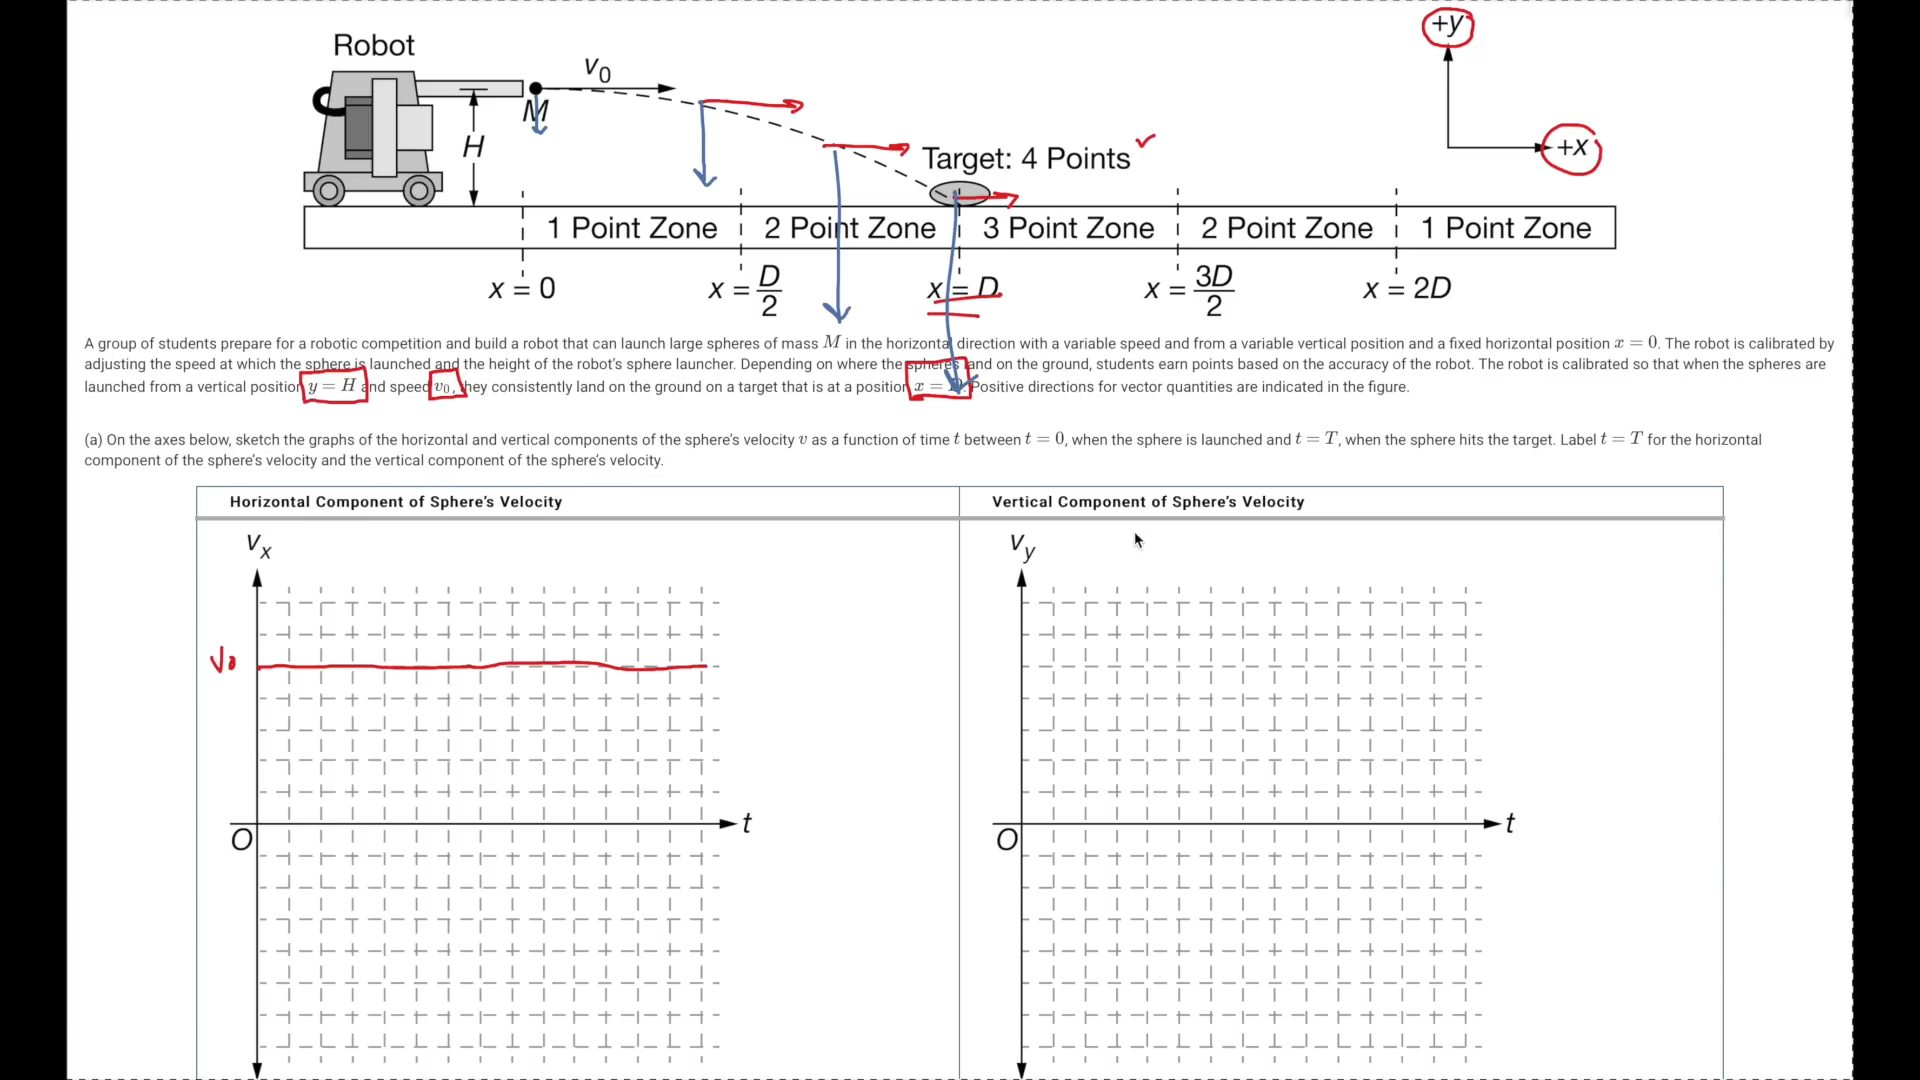 +y
Robot
v0
M
H
Target: 4 Points
+x
1 Point Zone 2 Point Zone 3 Point Zone 2 Point Zone 1 Point Zone
x = 0 x = D/2 x = D x = 3D/2 x = 2D
A group of students prepare for a robotic competition and build a robot that can launch large spheres of mass M in the horizontal direction with a variable speed and from a variable vertical position and a fixed horizontal position x = 0. The robot is calibrated by
adjusting the speed at which the sphere is launched and the height of the robot's sphere launcher. Depending on where the spheres land on the ground, students earn points based on the accuracy of the robot. The robot is calibrated so that when the spheres are
launched from a vertical position y = H and speed v0, they consistently land on the ground on a target that is at a position x = D. Positive directions for vector quantities are indicated in the figure.
(a) On the axes below, sketch the graphs of the horizontal and vertical components of the sphere's velocity v as a function of time t between t = 0, when the sphere is launched and t = T, when the sphere hits the target. Label t = T for the horizontal
component of the sphere's velocity and the vertical component of the sphere's velocity.
Horizontal Component of Sphere's Velocity Vertical Component of Sphere's Velocity
vx vy
v0
t t
O O